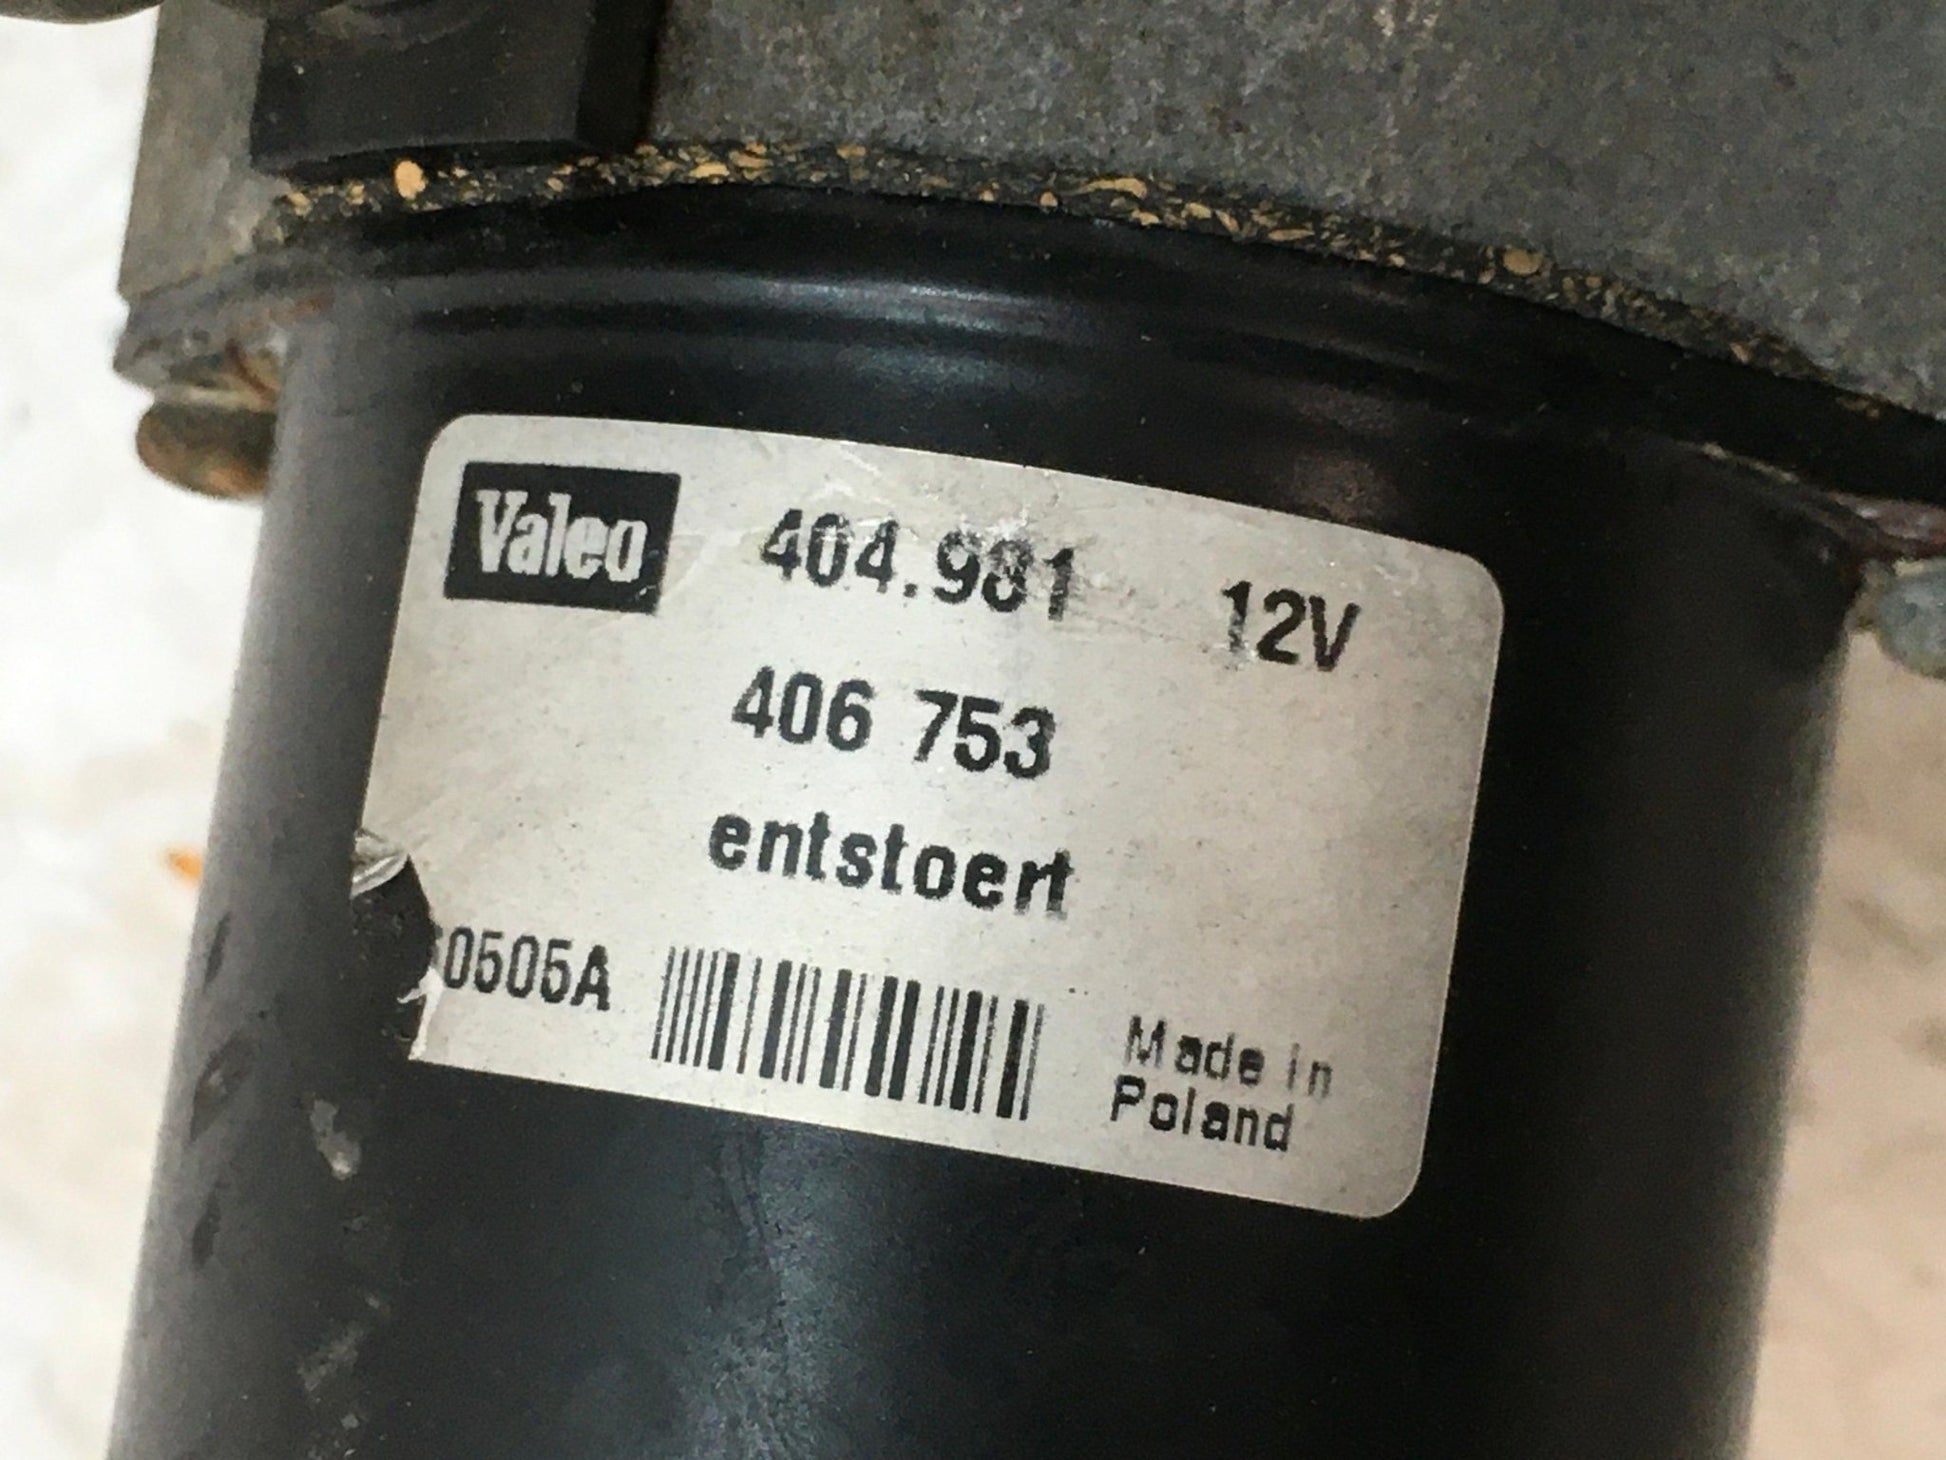 Valeo 404.981 12V
406 753
entstoert
0505A
Made in
Poland